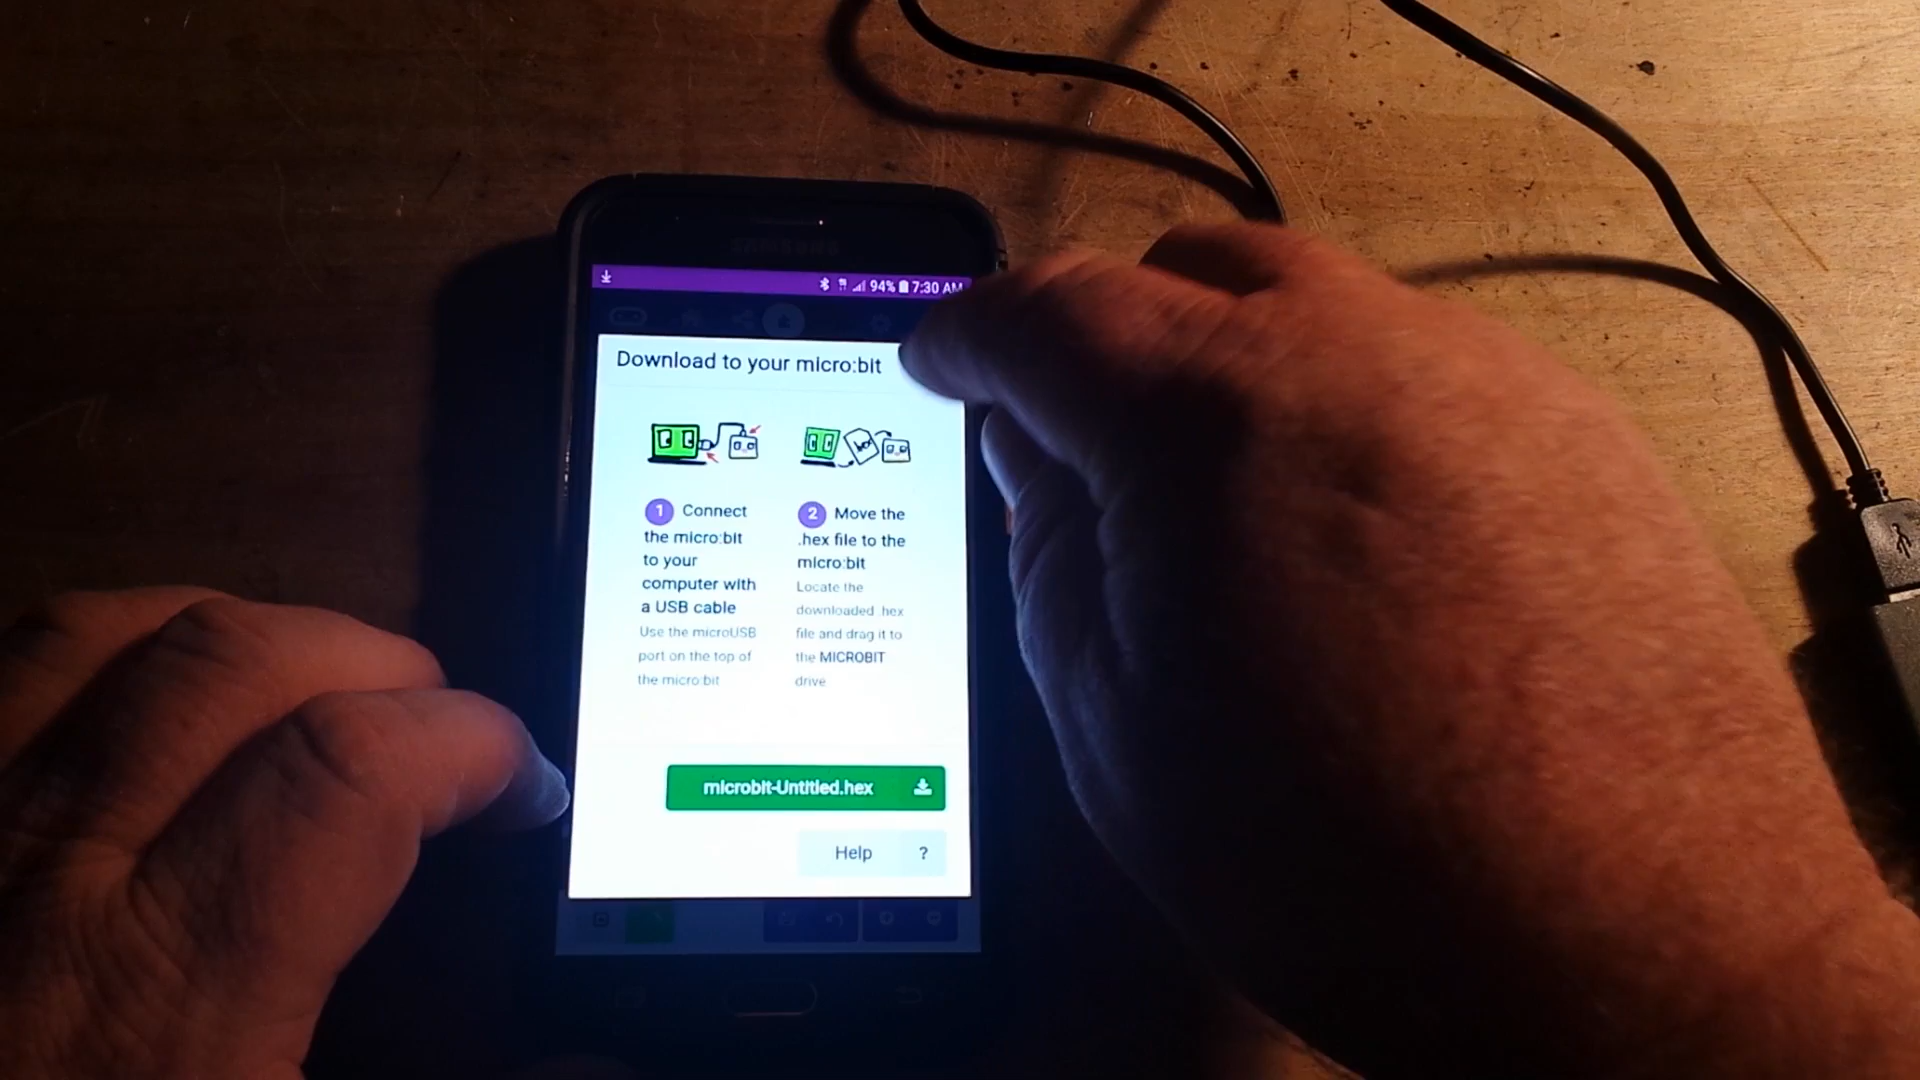 SAMSUNG
94% 7:30 AM
Download to your micro:bit
1 Connect
the micro:bit
to your
computer with
a USB cable
Use the microUSB
port on the top of
the micro:bit
2 Move the
.hex file to the
micro:bit
Locate the
downloaded .hex
file and drag it to
the MICROBIT
drive
microbit-Untitled.hex
Help ?